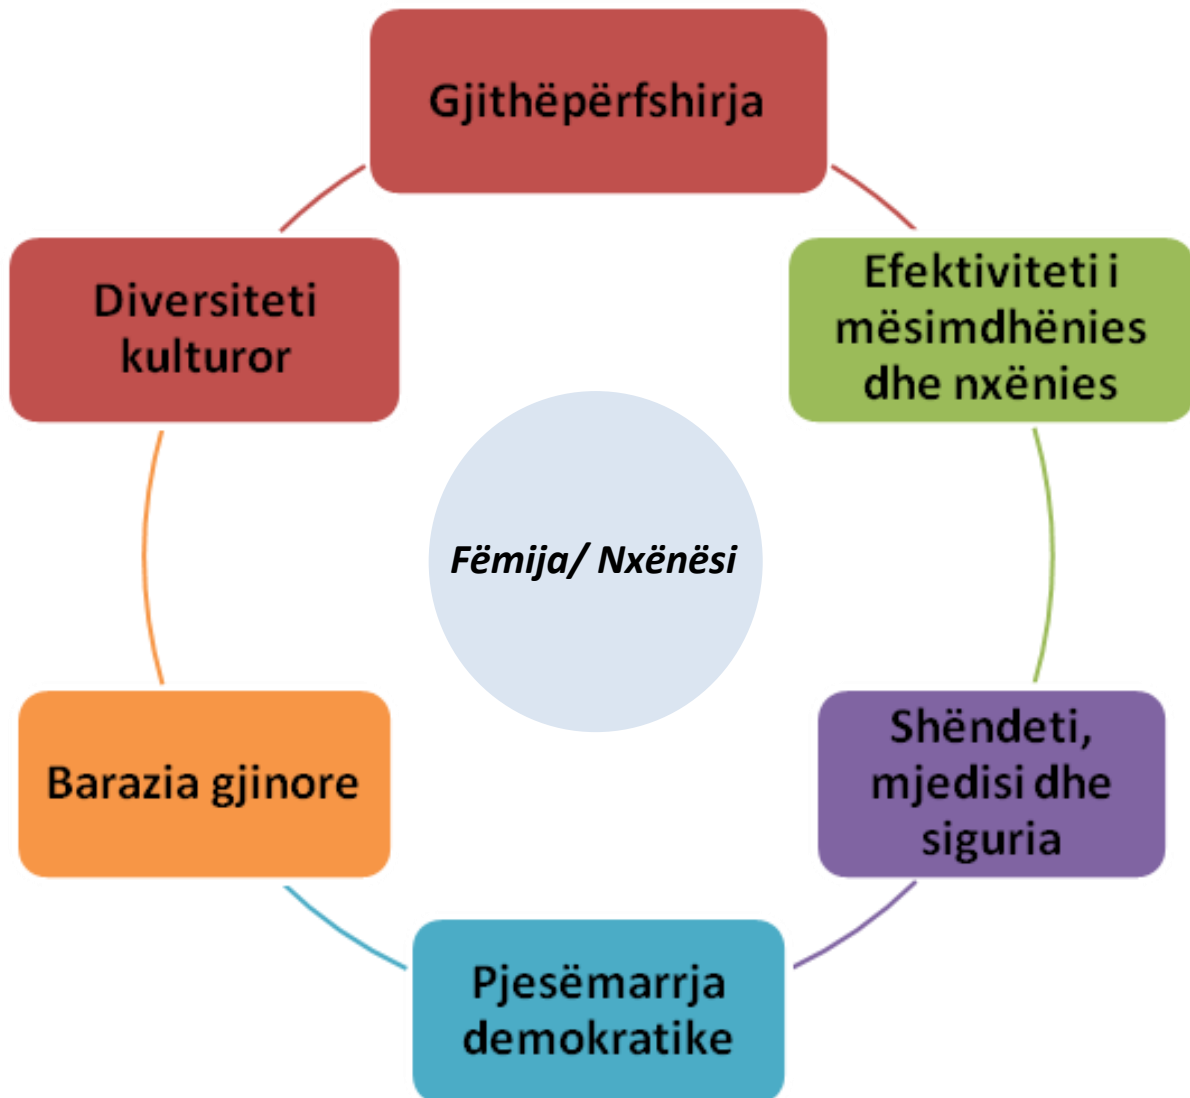 Gjithëpërfshirja
Efektiviteti i
mësimdhënies
dhe nxënies
Shëndeti,
mjedisi dhe
siguria
Pjesëmarrja
demokratike
Barazia gjinore
Diversiteti
kulturor
Fëmija/ Nxënësi